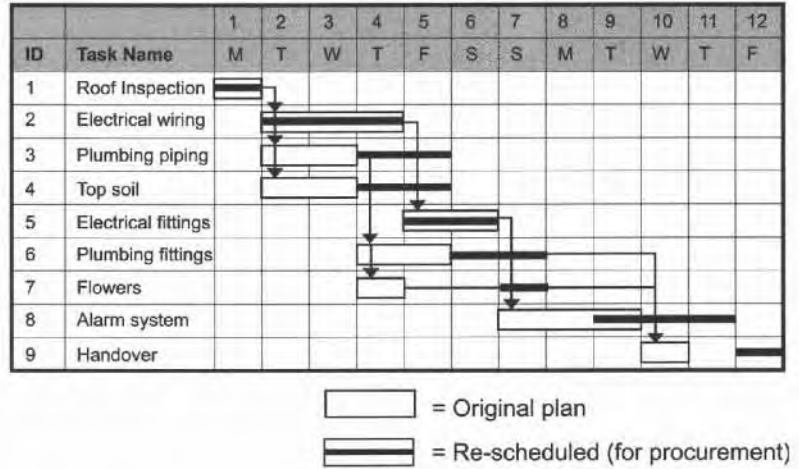 1 2 3 4 5 6 7 8 9 10 11 12
ID Task Name M T W T F S S M T W T F
1 Roof Inspection
2 Electrical wiring
3 Plumbing piping
4 Top soil
5 Electrical fittings
6 Plumbing fittings
7 Flowers
8 Alarm system
9 Handover
= Original plan
= Re-scheduled (for procurement)